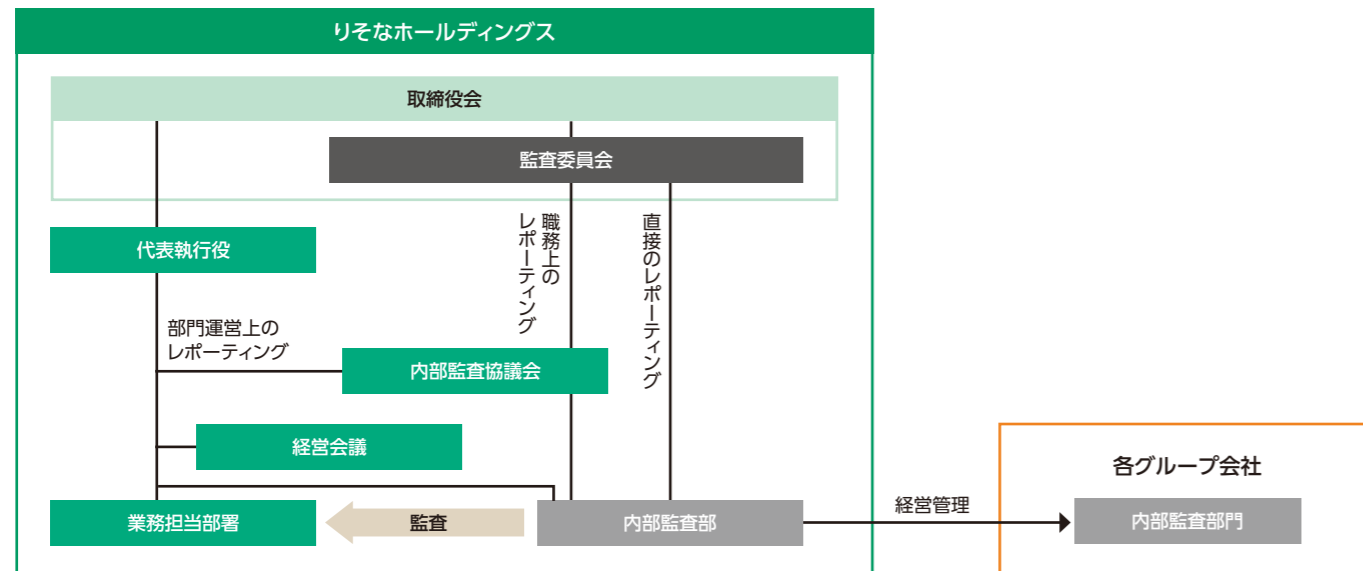 りそなホールディングス
取締役会
監査委員会
代表執行役
職務上の
レポーティング
直接のレポーティング
部門運営上の
レポーティング
内部監査協議会
経営会議
各グループ会社
業務担当部署
監査
内部監査部
経営管理
内部監査部門